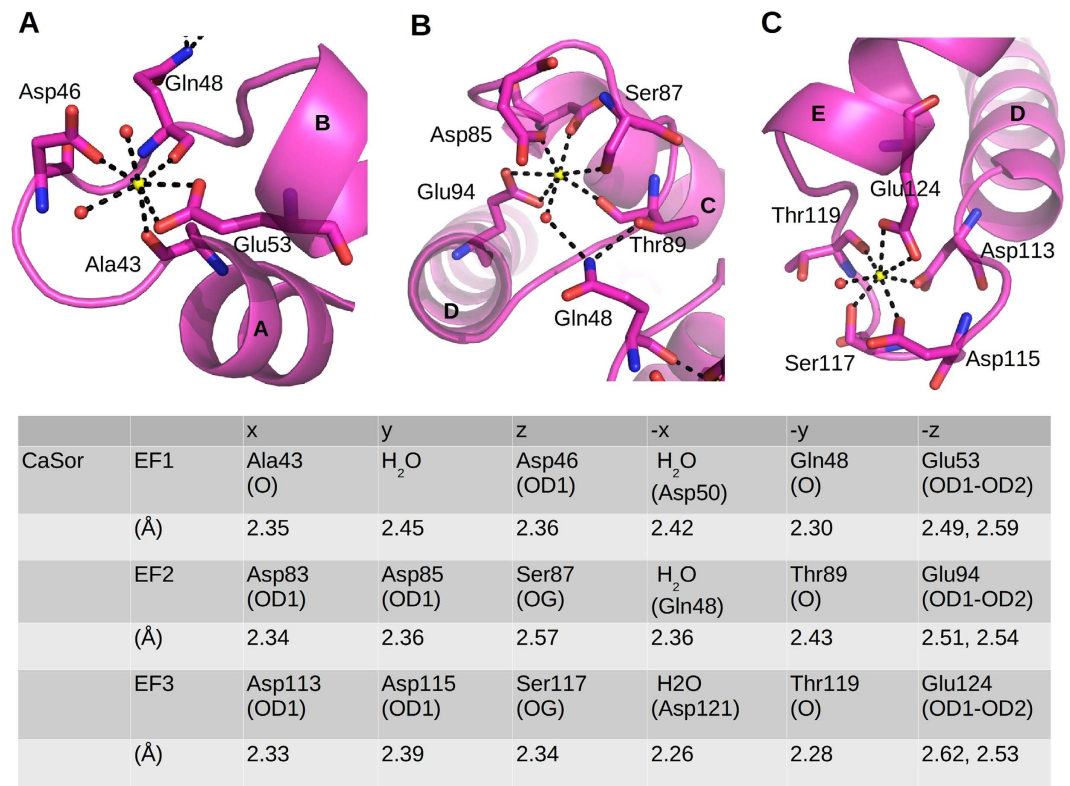 A
B
C
Asp46
Gln48
B
Ala43
Glu53
A
Asp85
Ser87
Glu94
C
Thr89
D
Gln48
E
D
Glu124
Thr119
Asp113
Ser117
Asp115
x y z -x -y -z
CaSor EF1 Ala43 H2O Asp46 H2O Gln48 Glu53
(O) (OD1) (Asp50) (O) (OD1-OD2)
(Å) 2.35 2.45 2.36 2.42 2.30 2.49, 2.59
EF2 Asp83 Asp85 Ser87 H2O Thr89 Glu94
(OD1) (OD1) (OG) (Gln48) (O) (OD1-OD2)
(Å) 2.34 2.36 2.57 2.36 2.43 2.51, 2.54
EF3 Asp113 Asp115 Ser117 H2O Thr119 Glu124
(OD1) (OD1) (OG) (Asp121) (O) (OD1-OD2)
(Å) 2.33 2.39 2.34 2.26 2.28 2.62, 2.53